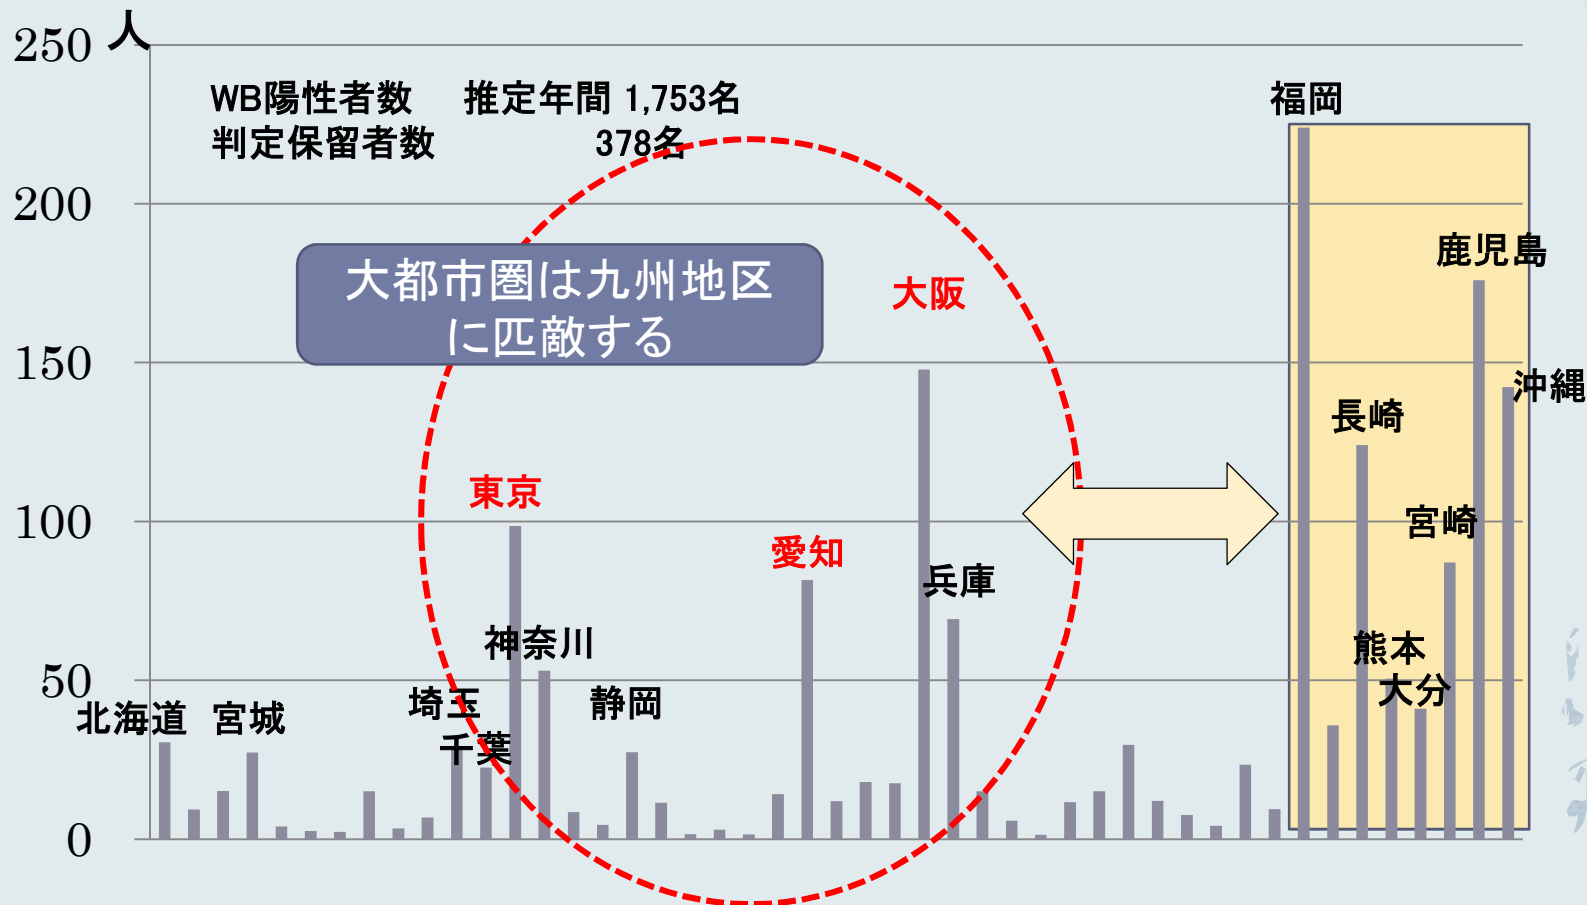 250 人
WB陽性者数 推定年間 1,753名
判定保留者数 378名
福岡
200
鹿児島
大都市圏は九州地区
に匹敵する
大阪
150
沖縄
長崎
東京
100
宮崎
愛知
兵庫
神奈川
熊本
50
大分
埼玉
静岡
北海道 宮城
千葉
0